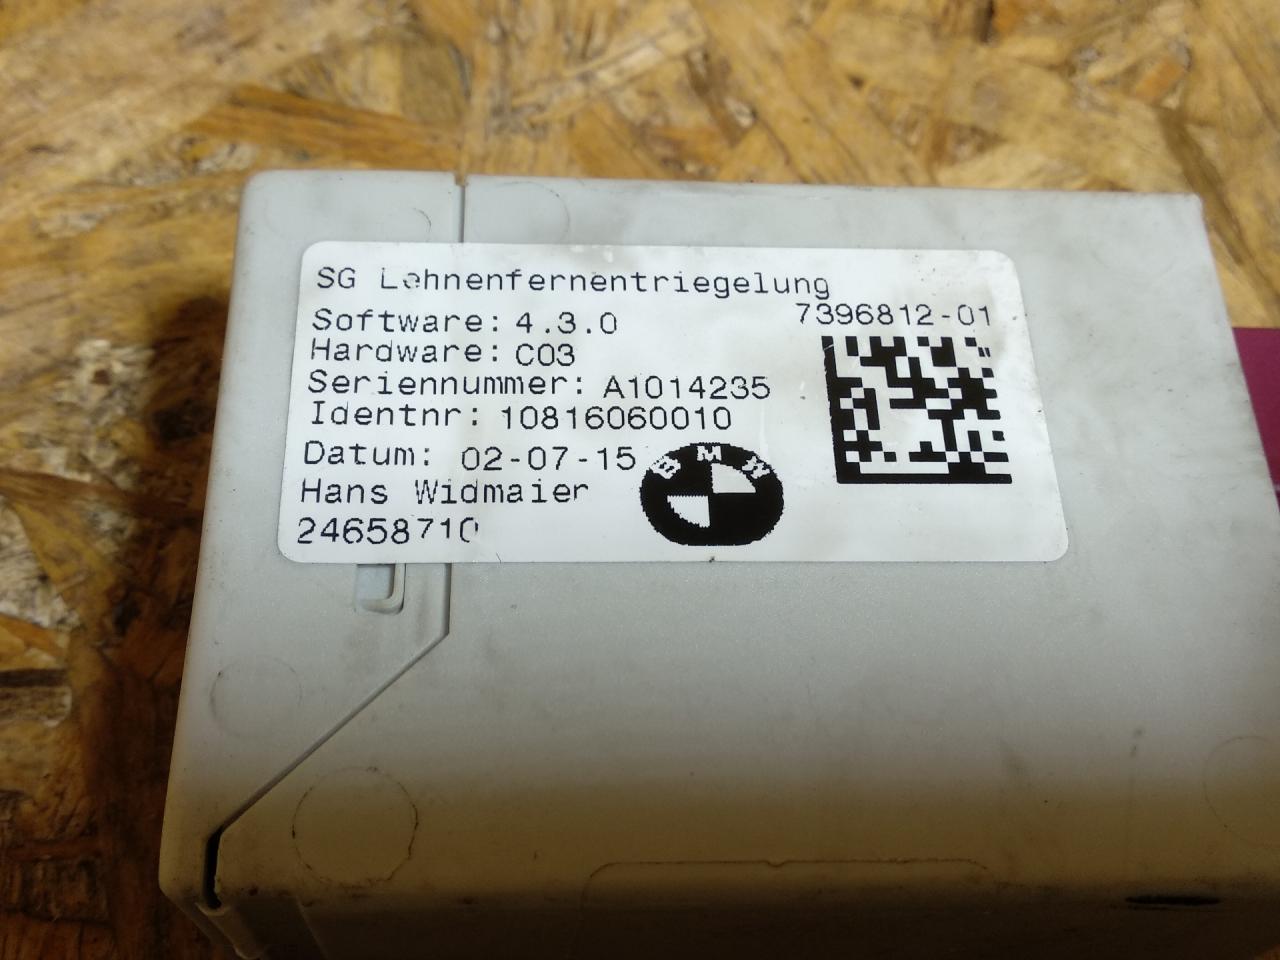 SG Lehnenfernentriegelung
7396812-01
Software: 4.3.0
Hardware: C03
Seriennummer: A1014235
Identnr: 10816060010
Datum: 02-07-15
BMW
Hans Widmaier
24658710